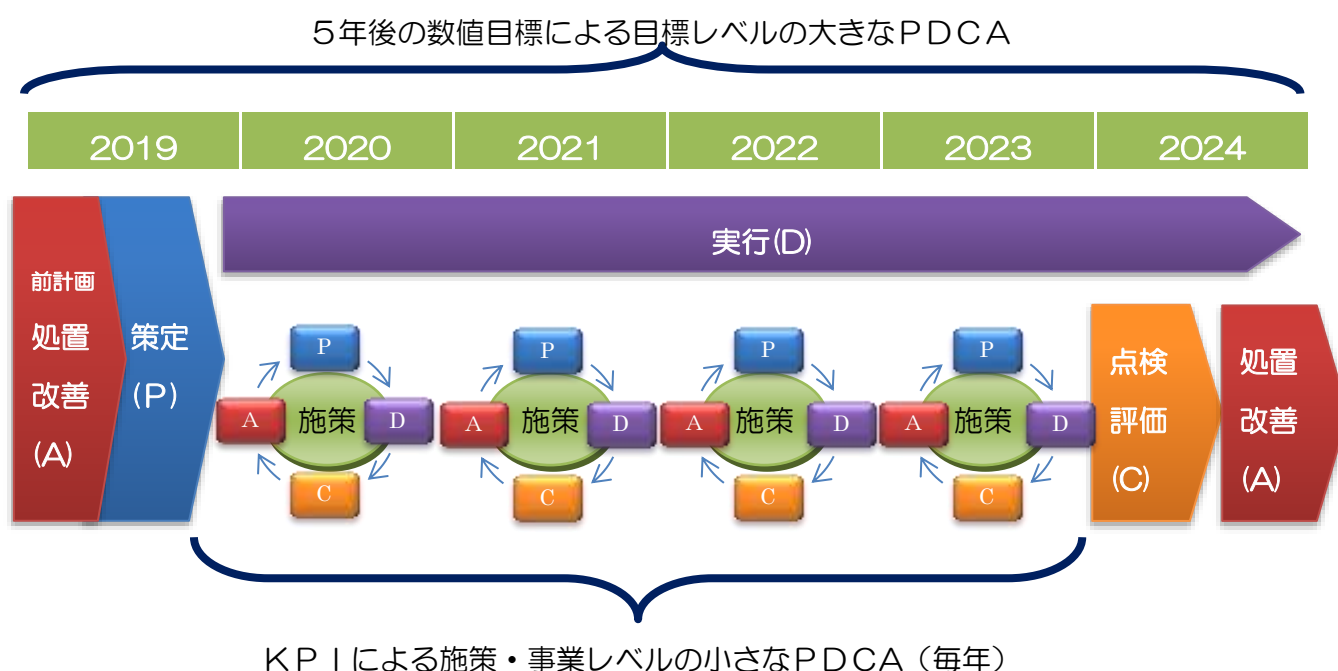 ５年後の数値目標による目標レベルの大きなＰＤＣＡ
2019 2020 2021 2022 2023 2024
実行(D)
前計画
処置
改善
(A)
策定
(P)
P
A 施策 D
C
P
A 施策 D
C
P
A 施策 D
C
P
A 施策 D
C
点検
評価
(C)
処置
改善
(A)
ＫＰＩによる施策・事業レベルの小さなＰＤＣＡ（毎年）